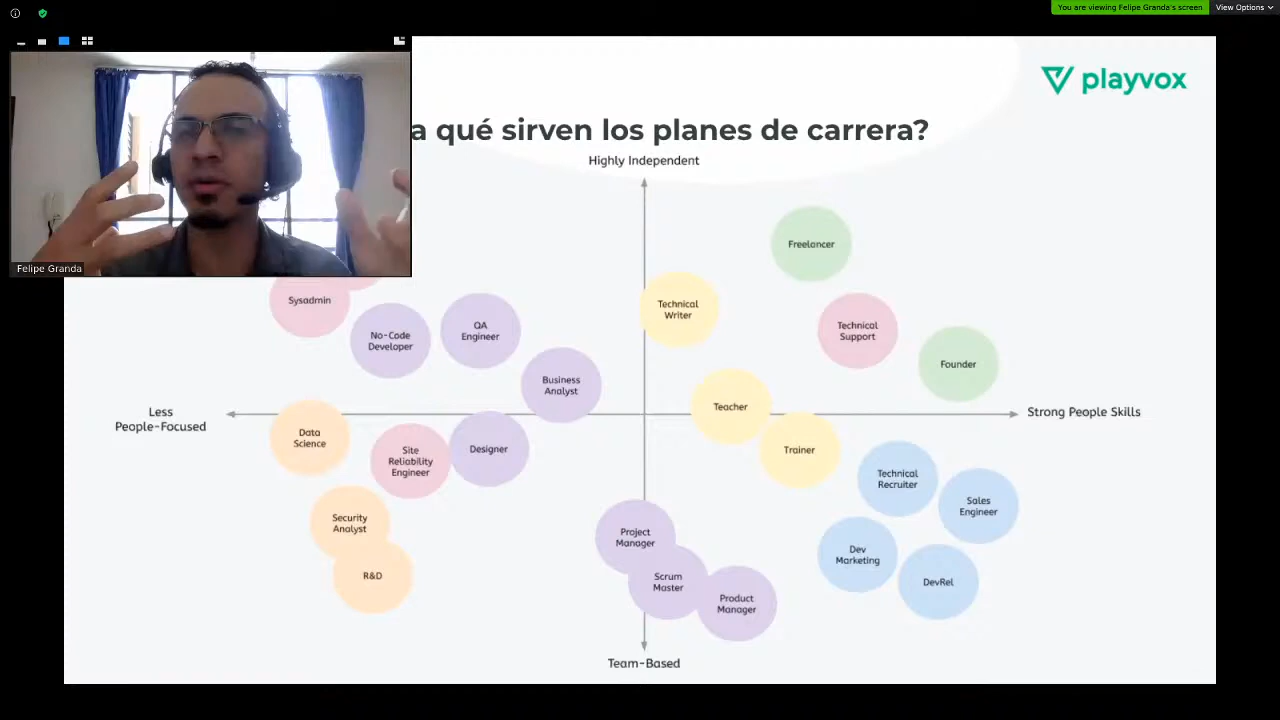 You are viewing Felipe Granda's screen
View Options
playvox
a qué sirven los planes de carrera?
Highly Independent
Felipe Granda
Freelancer
Sysadmin
Technical
Writer
No-Code
Developer
QA
Engineer
Technical
Support
Founder
Business
Analyst
Less
People-Focused
Teacher
Strong People Skills
Data
Science
Site
Reliability
Engineer
Designer
Trainer
Technical
Recruiter
Sales
Engineer
Security
Analyst
Project
Manager
Dev
Marketing
R&D
Scrum
Master
DevRel
Product
Manager
Team-Based